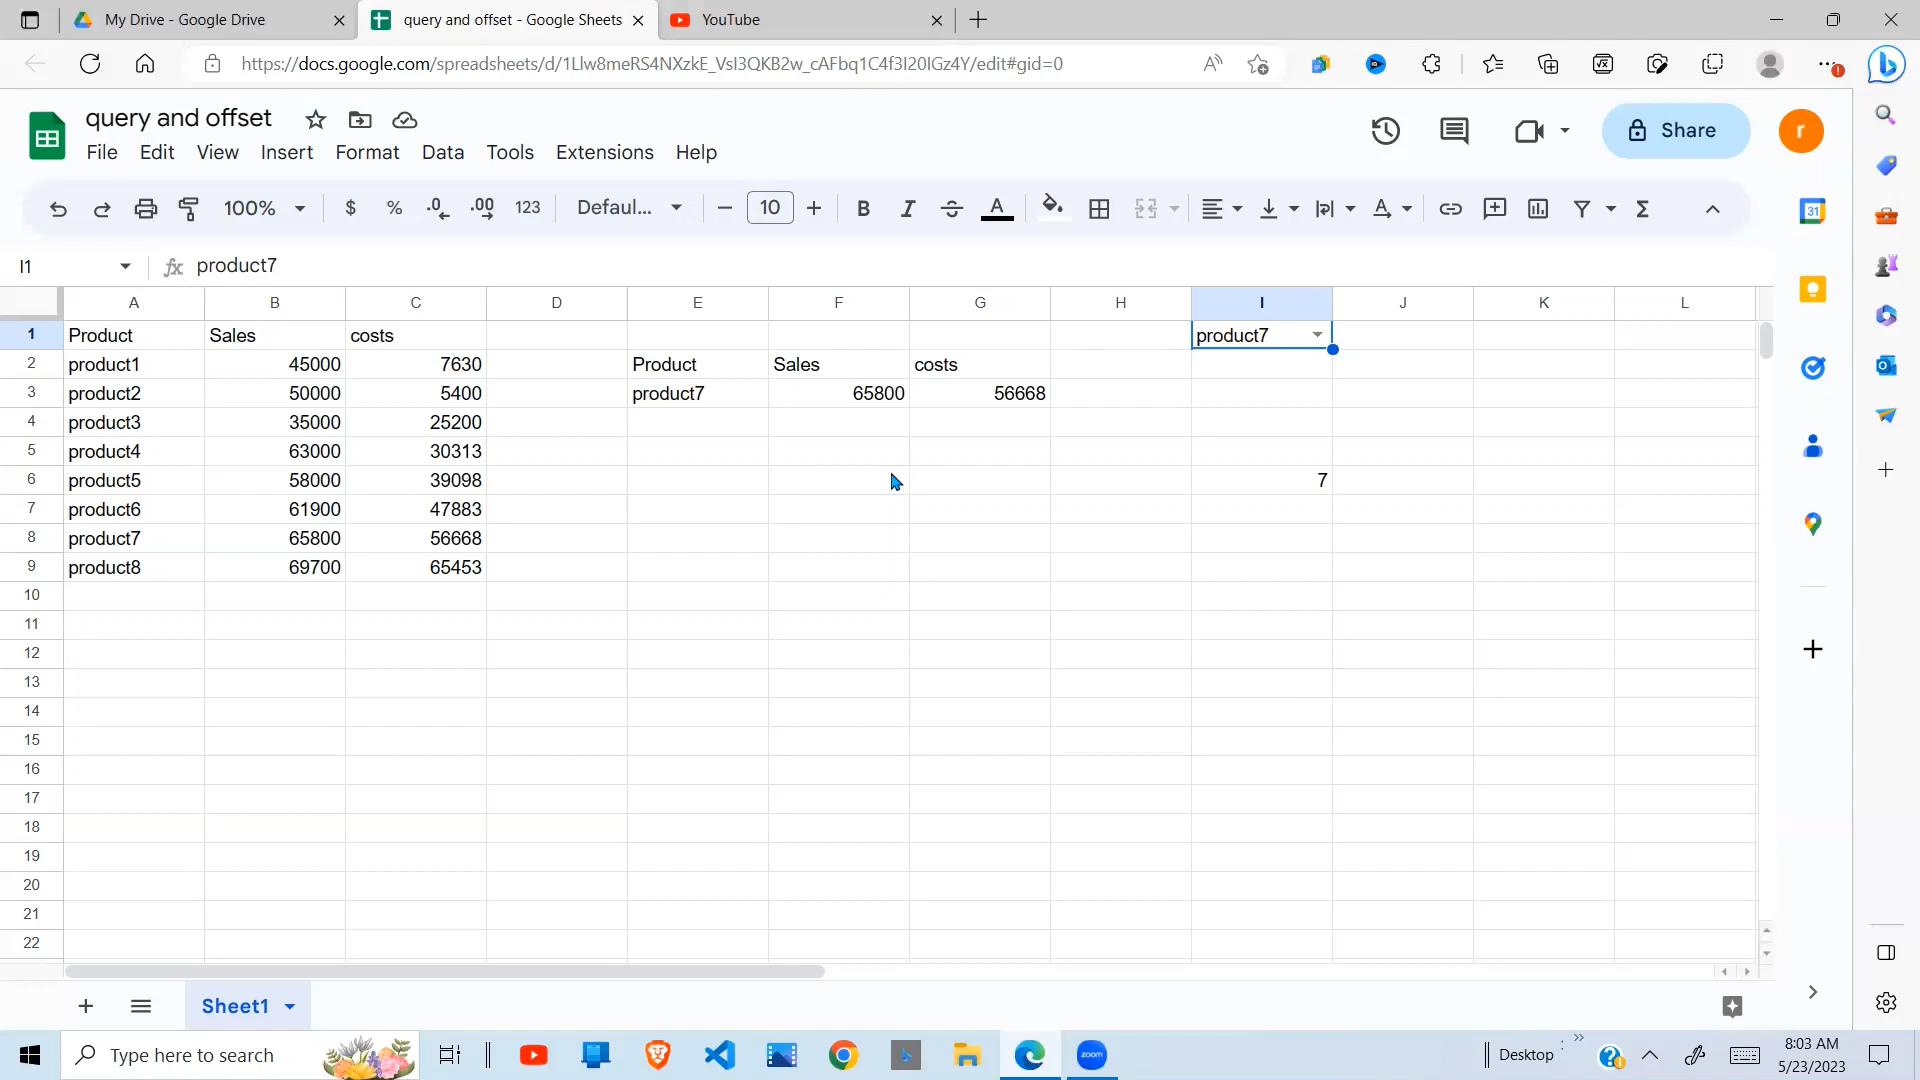 My Drive - Google Drive
query and offset - Google Sheets
YouTube
https://docs.google.com/spreadsheets/d/1Llw8meRS4NXzkE_VsI3QKB2w_cAFbq1C4f3I20IGz4Y/edit#gid=0
query and offset
File Edit View Insert Format Data Tools Extensions Help
Share
r
100% $ % .0 .00 123 Defaul... 10 B I S A
31
I1 fx product7
A B C D E F G H I J K L
1 Product Sales costs product7
2 product1 45000 7630 Product Sales costs
3 product2 50000 5400 product7 65800 56668
4 product3 35000 25200
5 product4 63000 30313
6 product5 58000 39098 7
7 product6 61900 47883
8 product7 65800 56668
9 product8 69700 65453
10
11
12
13
14
15
16
17
18
19
20
21
22
Sheet1
Type here to search
zoom
Desktop
8:03 AM
5/23/2023